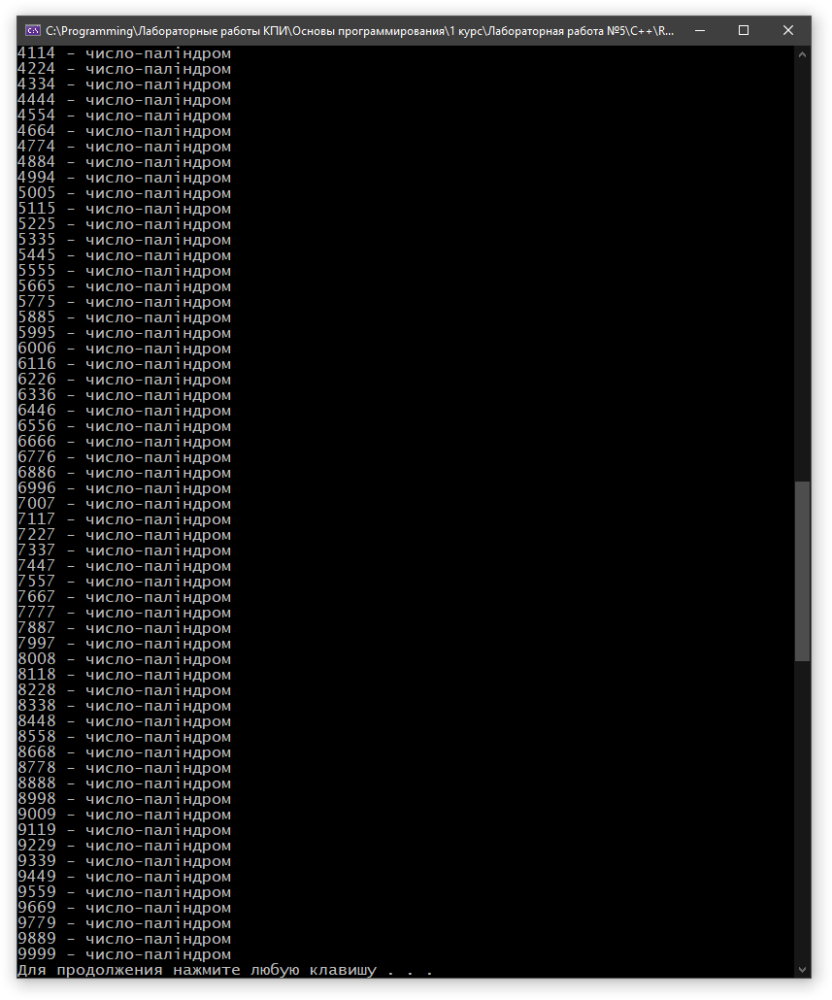 C:\Programming\Лабораторные работы КПИ\Основы программирования\1 курс\Лабораторная работа №5\C++\R...
4114 - число-паліндром
4224 - число-паліндром
4334 - число-паліндром
4444 - число-паліндром
4554 - число-паліндром
4664 - число-паліндром
4774 - число-паліндром
4884 - число-паліндром
4994 - число-паліндром
5005 - число-паліндром
5115 - число-паліндром
5225 - число-паліндром
5335 - число-паліндром
5445 - число-паліндром
5555 - число-паліндром
5665 - число-паліндром
5775 - число-паліндром
5885 - число-паліндром
5995 - число-паліндром
6006 - число-паліндром
6116 - число-паліндром
6226 - число-паліндром
6336 - число-паліндром
6446 - число-паліндром
6556 - число-паліндром
6666 - число-паліндром
6776 - число-паліндром
6886 - число-паліндром
6996 - число-паліндром
7007 - число-паліндром
7117 - число-паліндром
7227 - число-паліндром
7337 - число-паліндром
7447 - число-паліндром
7557 - число-паліндром
7667 - число-паліндром
7777 - число-паліндром
7887 - число-паліндром
7997 - число-паліндром
8008 - число-паліндром
8118 - число-паліндром
8228 - число-паліндром
8338 - число-паліндром
8448 - число-паліндром
8558 - число-паліндром
8668 - число-паліндром
8778 - число-паліндром
8888 - число-паліндром
8998 - число-паліндром
9009 - число-паліндром
9119 - число-паліндром
9229 - число-паліндром
9339 - число-паліндром
9449 - число-паліндром
9559 - число-паліндром
9669 - число-паліндром
9779 - число-паліндром
9889 - число-паліндром
9999 - число-паліндром
Для продолжения нажмите любую клавишу . . .